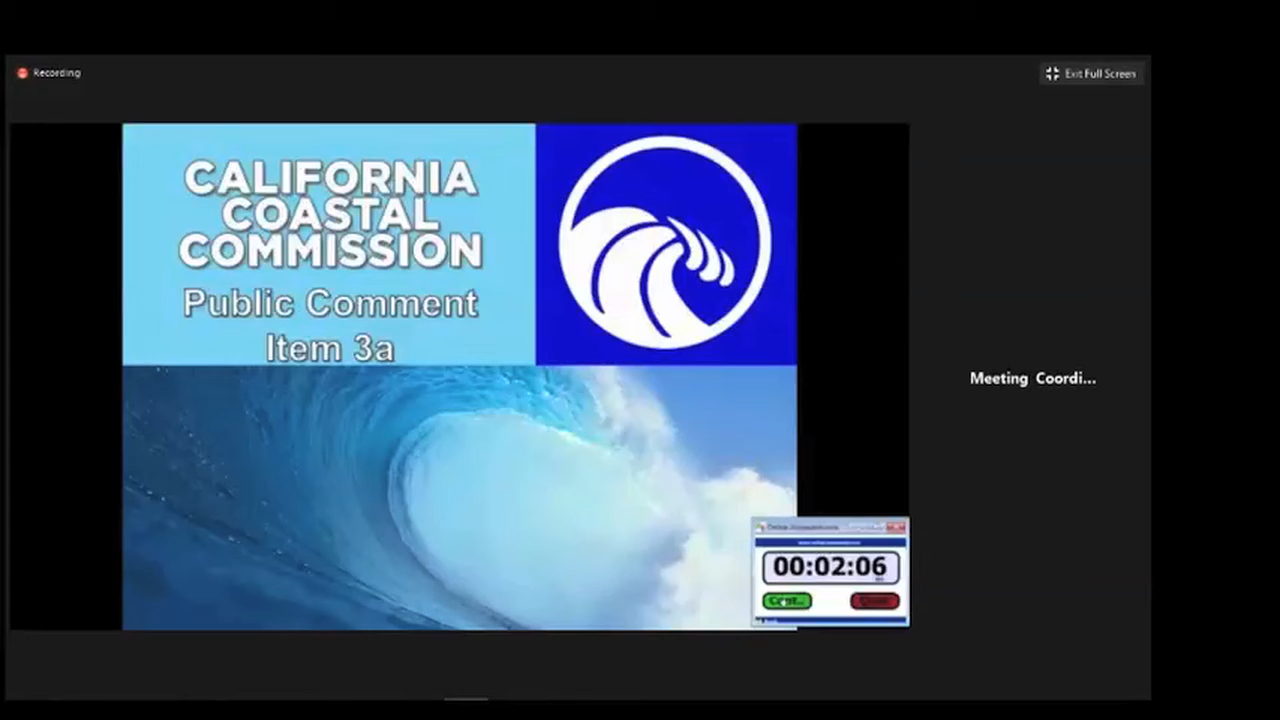 Recording
Exit Full Screen
CALIFORNIA
COASTAL
COMMISSION
Public Comment
Item 3a
Meeting Coordi...
00:02:06